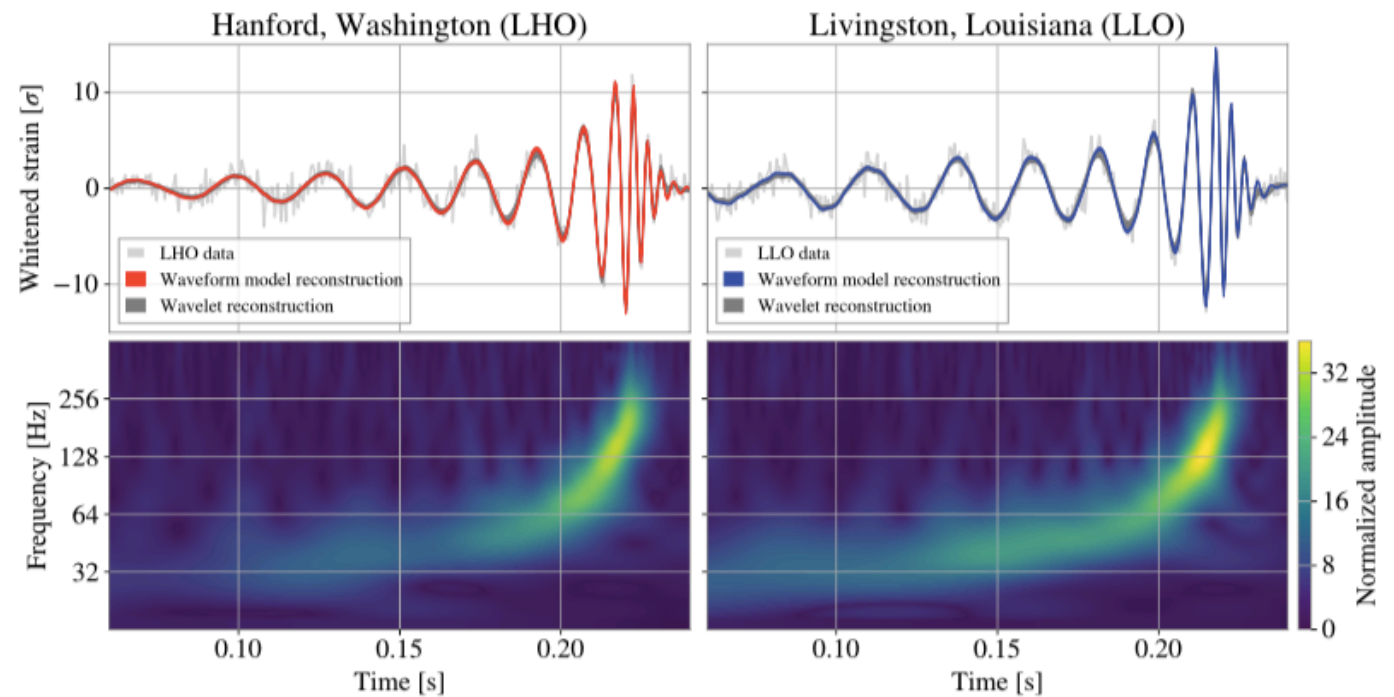 Hanford, Washington (LHO)
Livingston, Louisiana (LLO)
Whitened strain [σ]
10
0
−10
LHO data
Waveform model reconstruction
Wavelet reconstruction
LLO data
Waveform model reconstruction
Wavelet reconstruction
Frequency [Hz]
256
128
64
32
0.10
0.15
0.20
Time [s]
0.10
0.15
0.20
Time [s]
32
24
16
8
0
Normalized amplitude